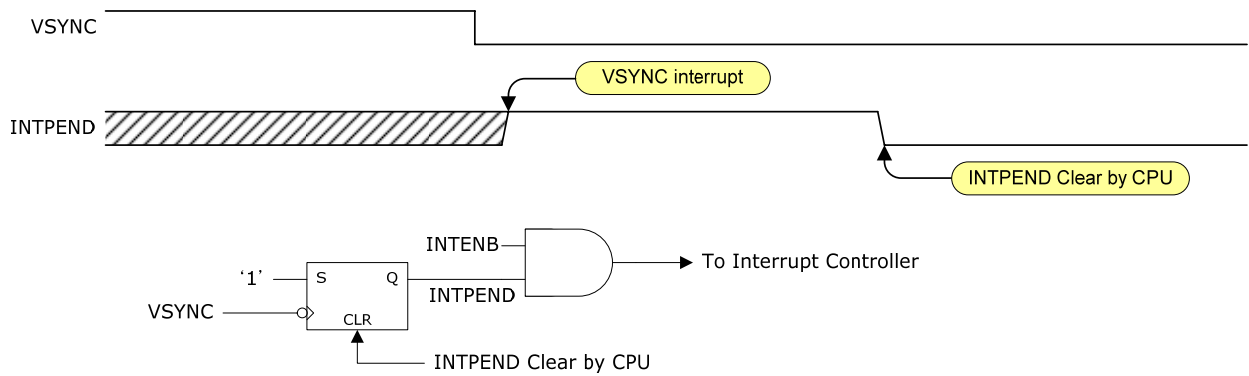 VSYNC
VSYNC interrupt
INTPEND
INTPEND Clear by CPU
INTENB
To Interrupt Controller
‘1’
S
Q
INTPEND
VSYNC
CLR
INTPEND Clear by CPU